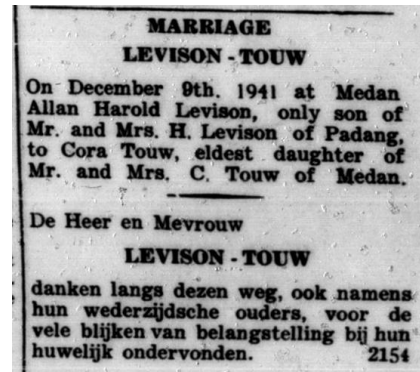 MARRIAGE
LEVISON - TOUW
On December 9th. 1941 at Medan
Allan Harold Levison, only son of
Mr. and Mrs. H. Levison of Padang,
to Cora Touw, eldest daughter of
Mr. and Mrs. C. Touw of Medan.
De Heer en Mevrouw
LEVISON - TOUW
danken langs dezen weg, ook namens
hun wederzijdsche ouders, voor de
vele blijken van belangstelling bij hun
huwelijk ondervonden. 2154